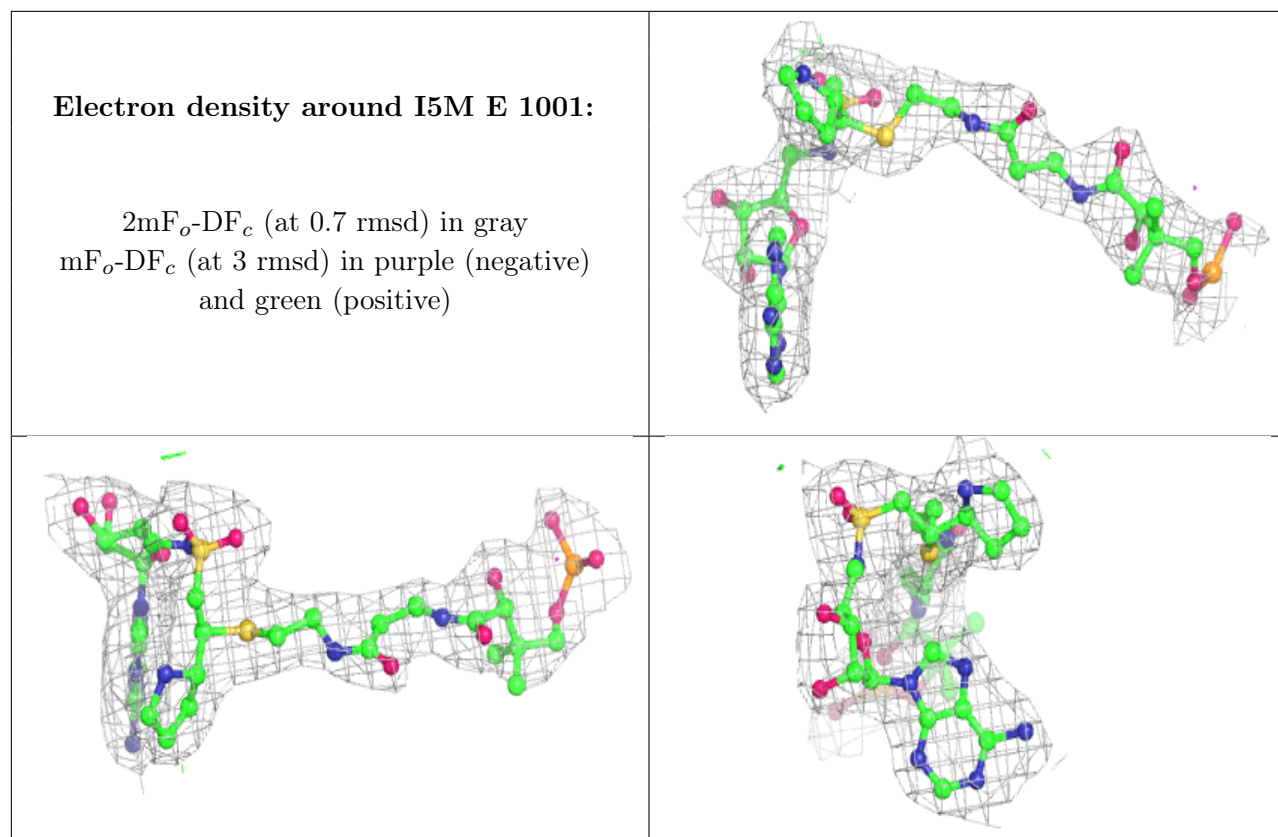 Electron density around I5M E 1001:
2mFo-DFc (at 0.7 rmsd) in gray
mFo-DFc (at 3 rmsd) in purple (negative)
and green (positive)